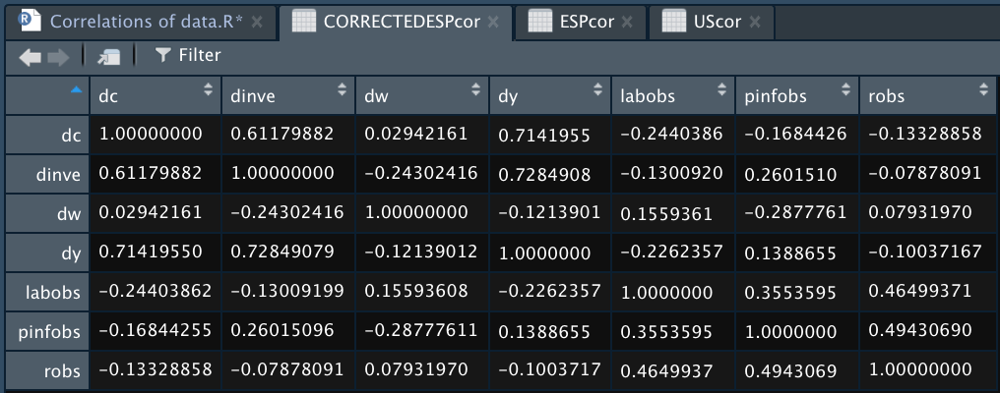 Correlations of data.R* × CORRECTEDESPcor × ESPcor × UScor ×
Filter
dc dinve dw dy labobs pinfobs robs
dc 1.00000000 0.61179882 0.02942161 0.7141955 −0.2440386 −0.1684426 −0.13328858
dinve 0.61179882 1.00000000 −0.24302416 0.7284908 −0.1300920 0.2601510 −0.07878091
dw 0.02942161 −0.24302416 1.00000000 −0.1213901 0.1559361 −0.2877761 0.07931970
dy 0.71419550 0.72849079 −0.12139012 1.0000000 −0.2262357 0.1388655 −0.10037167
labobs −0.24403862 −0.13009199 0.15593608 −0.2262357 1.0000000 0.3553595 0.46499371
pinfobs −0.16844255 0.26015096 −0.28777611 0.1388655 0.3553595 1.0000000 0.49430690
robs −0.13328858 −0.07878091 0.07931970 −0.1003717 0.4649937 0.4943069 1.00000000